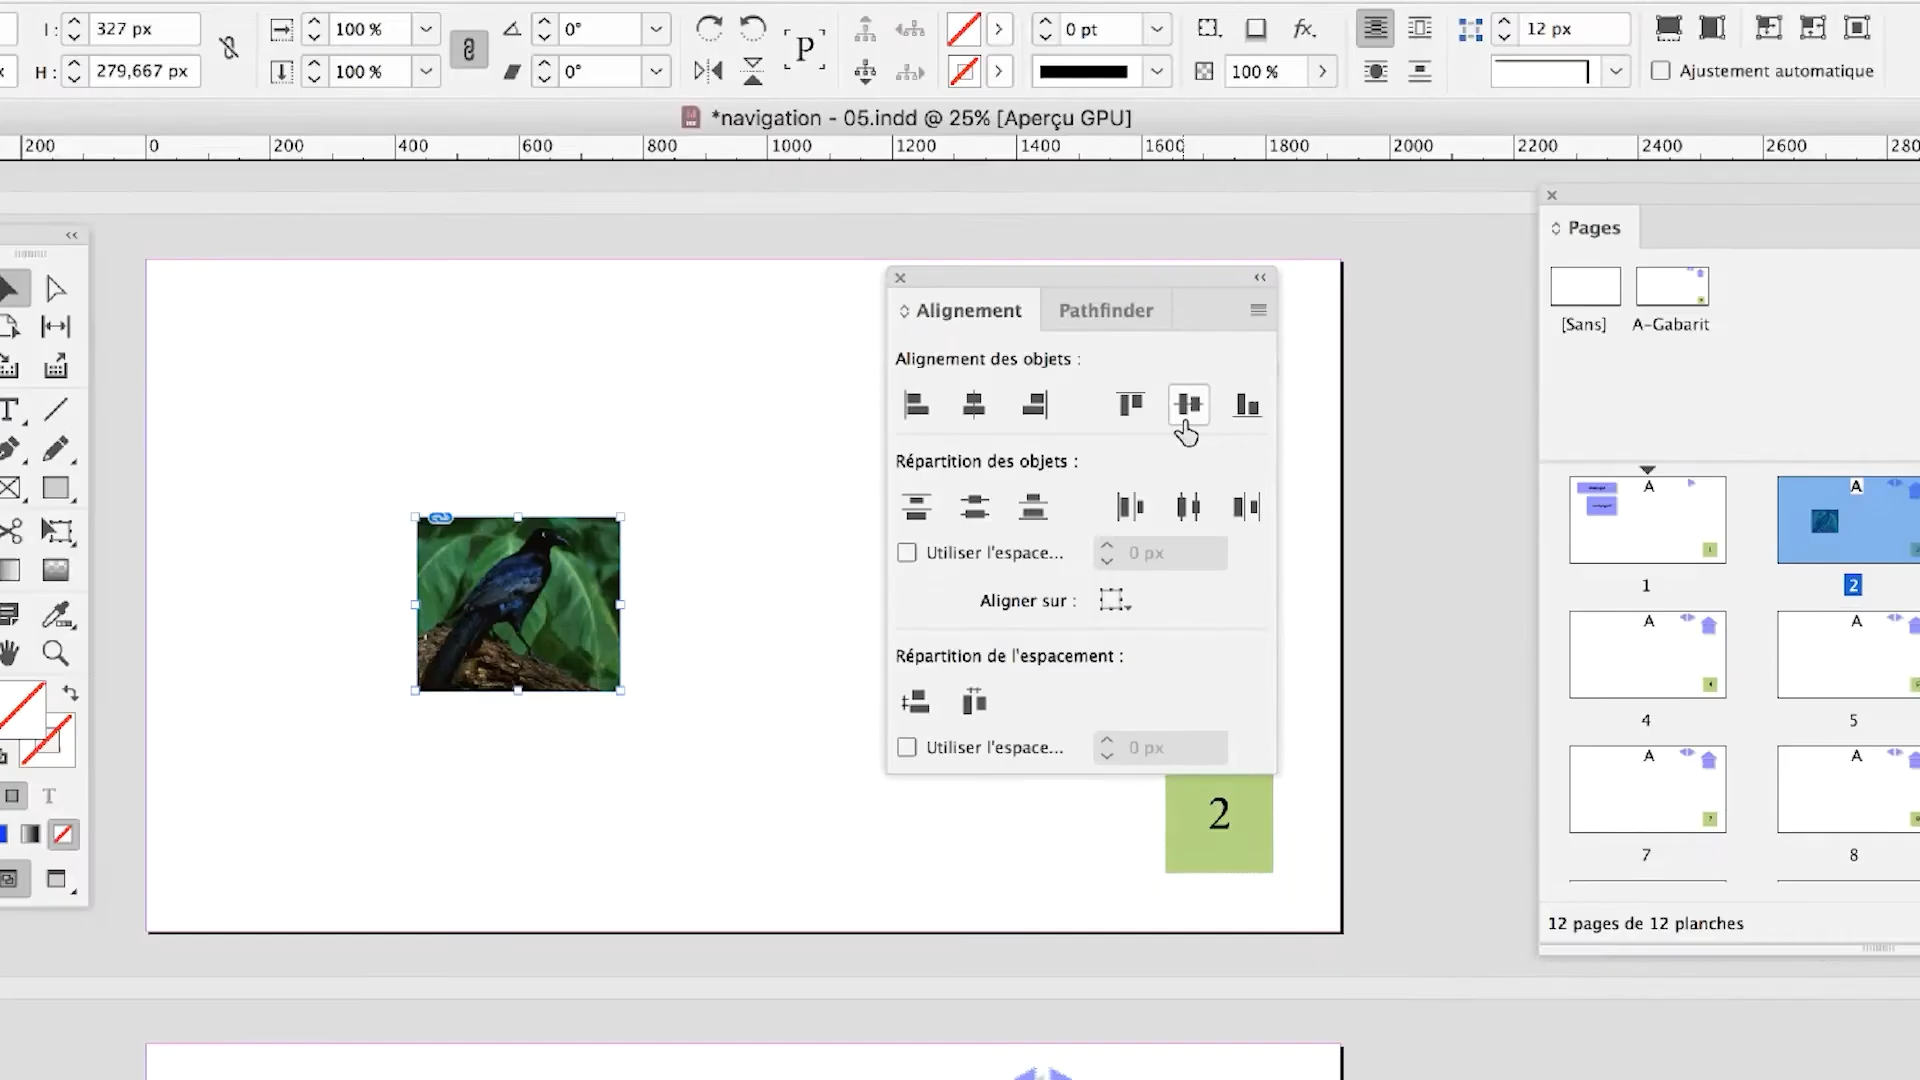 I : 327 px 100 % 0° 0 pt fx. 12 px
x H : 279,667 px 100 % 0° P 100 % Ajustement automatique
*navigation - 05.indd @ 25% [Aperçu GPU]
200 0 200 400 600 800 1000 1200 1400 1600 1800 2000 2200 2400 2600 280
Pages
[Sans] A-Gabarit
Alignement Pathfinder
Alignement des objets :
Répartition des objets :
Utiliser l'espace... 0 px
Aligner sur :
Répartition de l'espacement :
Utiliser l'espace... 0 px
2
T
T
A A
1 2
A A
4 5
A A
7 8
12 pages de 12 planches